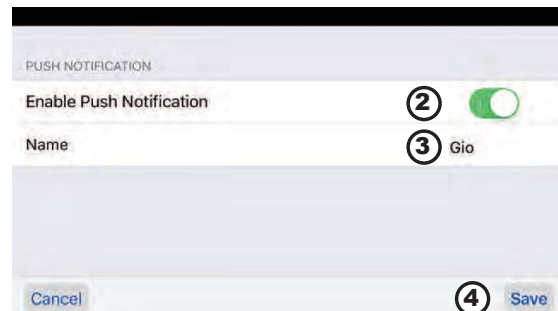 PUSH NOTIFICATION
Enable Push Notification 2
Name 3 Gio
Cancel 4 Save